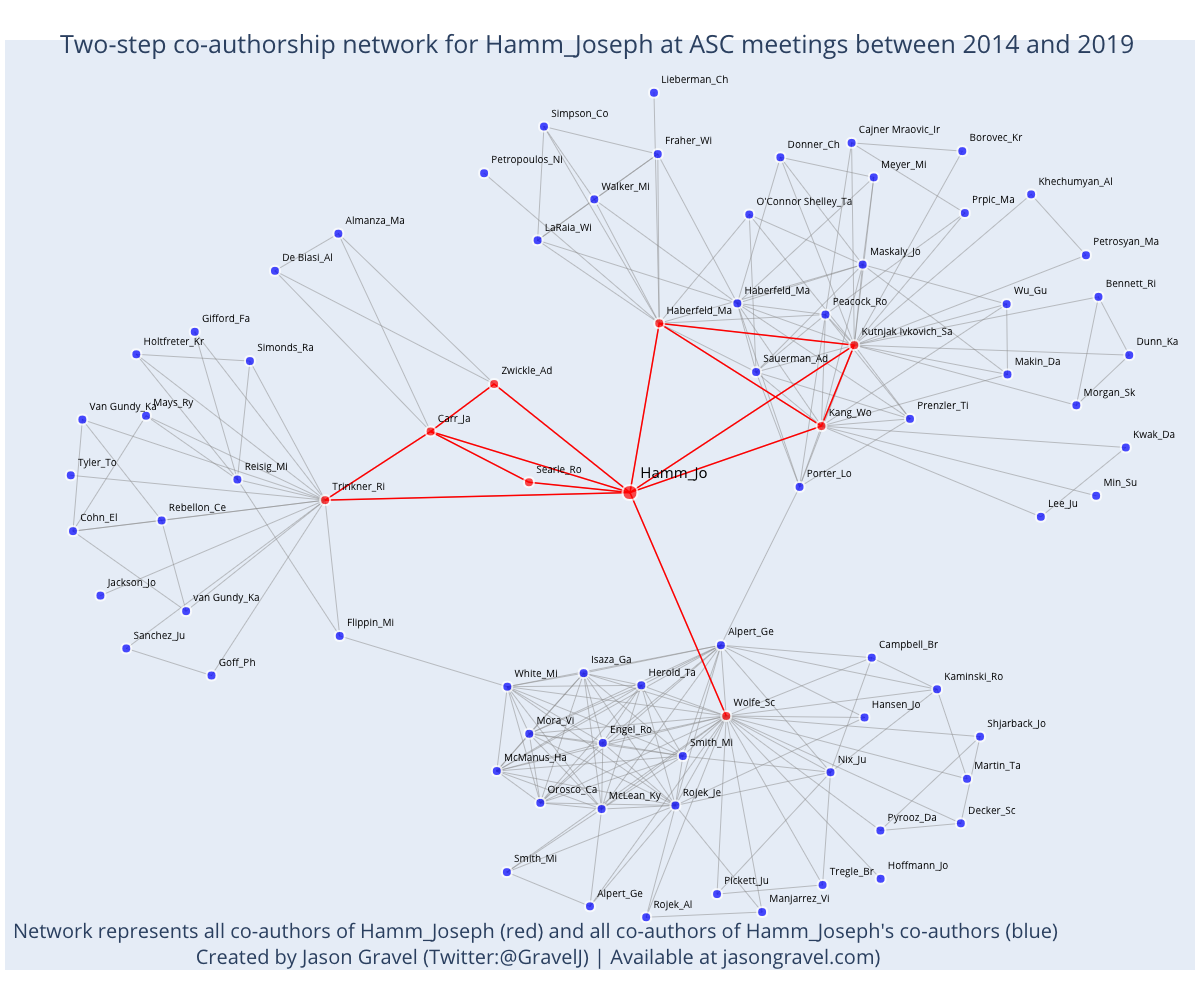 Two-step co-authorship network for Hamm_Joseph at ASC meetings between 2014 and 2019
Lieberman_Ch
Simpson_Co
Fraher_Wi
Petropoulos_Ni
Walker_Mi
LaRaia_Wi
Donner_Ch
Cajner Mraovic_Ir
Borovec_Kr
Meyer_Mi
Khechumyan_Al
O'Connor Shelley_Ta
Prpic_Ma
Almanza_Ma
De Biasi_Al
Maskaly_Jo
Petrosyan_Ma
Haberfeld_Ma
Haberfeld_Ma
Peacock_Ro
Wu_Gu
Bennett_Ri
Gifford_Fa
Holtfreter_Kr
Simonds_Ra
Kutnjak Ivkovich_Sa
Dunn_Ka
Sauerman_Ad
Makin_Da
Morgan_Sk
Zwickle_Ad
Van Gundy_Ka
Mays_Ry
Carr_Ja
Kang_Wo
Prenzler_Ti
Kwak_Da
Tyler_To
Reisig_Mi
Trinkner_Ri
Searle_Ro
Hamm_Jo
Porter_Lo
Min_Su
Lee_Ju
Cohn_El
Rebellon_Ce
Jackson_Jo
van Gundy_Ka
Sanchez_Ju
Goff_Ph
Flippin_Mi
Alpert_Ge
Campbell_Br
White_Mi
Isaza_Ga
Herold_Ta
Kaminski_Ro
Wolfe_Sc
Hansen_Jo
Mora_Vi
Engel_Ro
Smith_Mi
Shjarback_Jo
McManus_Ha
Nix_Ju
Martin_Ta
Orosco_Ca
McLean_Ky
Rojek_Je
Pyrooz_Da
Decker_Sc
Smith_Mi
Alpert_Ge
Rojek_Al
Pickett_Ju
Manjarrez_Vi
Tregle_Br
Hoffmann_Jo
Network represents all co-authors of Hamm_Joseph (red) and all co-authors of Hamm_Joseph's co-authors (blue)
Created by Jason Gravel (Twitter:@GravelJ) | Available at jasongravel.com)